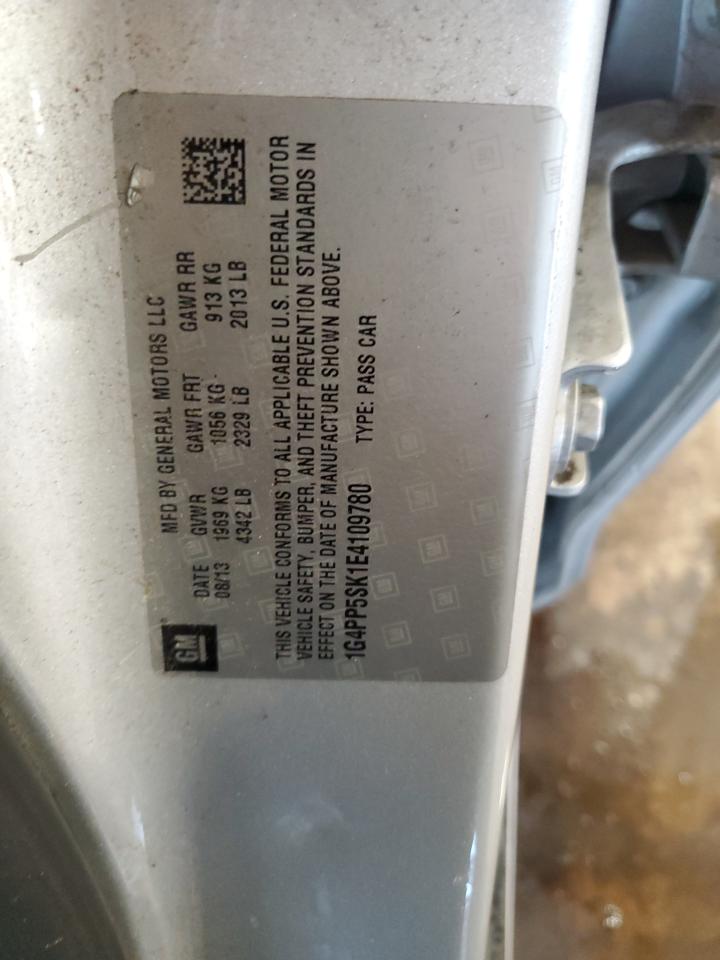 GM
MFD BY GENERAL MOTORS LLC
DATE GVWR GAWR FRT GAWR RR
08/13 1969 KG 1056 KG 913 KG
4342 LB 2329 LB 2013 LB
THIS VEHICLE CONFORMS TO ALL APPLICABLE U.S. FEDERAL MOTOR
VEHICLE SAFETY, BUMPER, AND THEFT PREVENTION STANDARDS IN
EFFECT ON THE DATE OF MANUFACTURE SHOWN ABOVE.
1G4PP5SK1E4109780 TYPE: PASS CAR